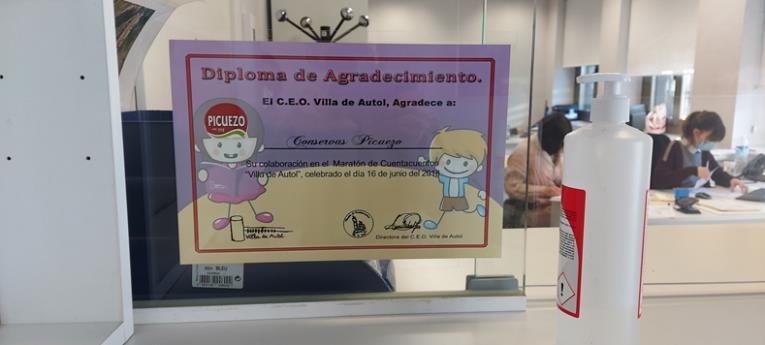 Diploma de Agradecimiento.
El C.E.O. Villa de Autol, Agradece a:
PICUEZO
Conservas Picuezo
Su colaboración en el Maratón de Cuentacuentos
"Villa de Autol", celebrado el día 16 de junio del 2018
Villa de Autol
Directora del C.E.O. Villa de Autol
BLEU